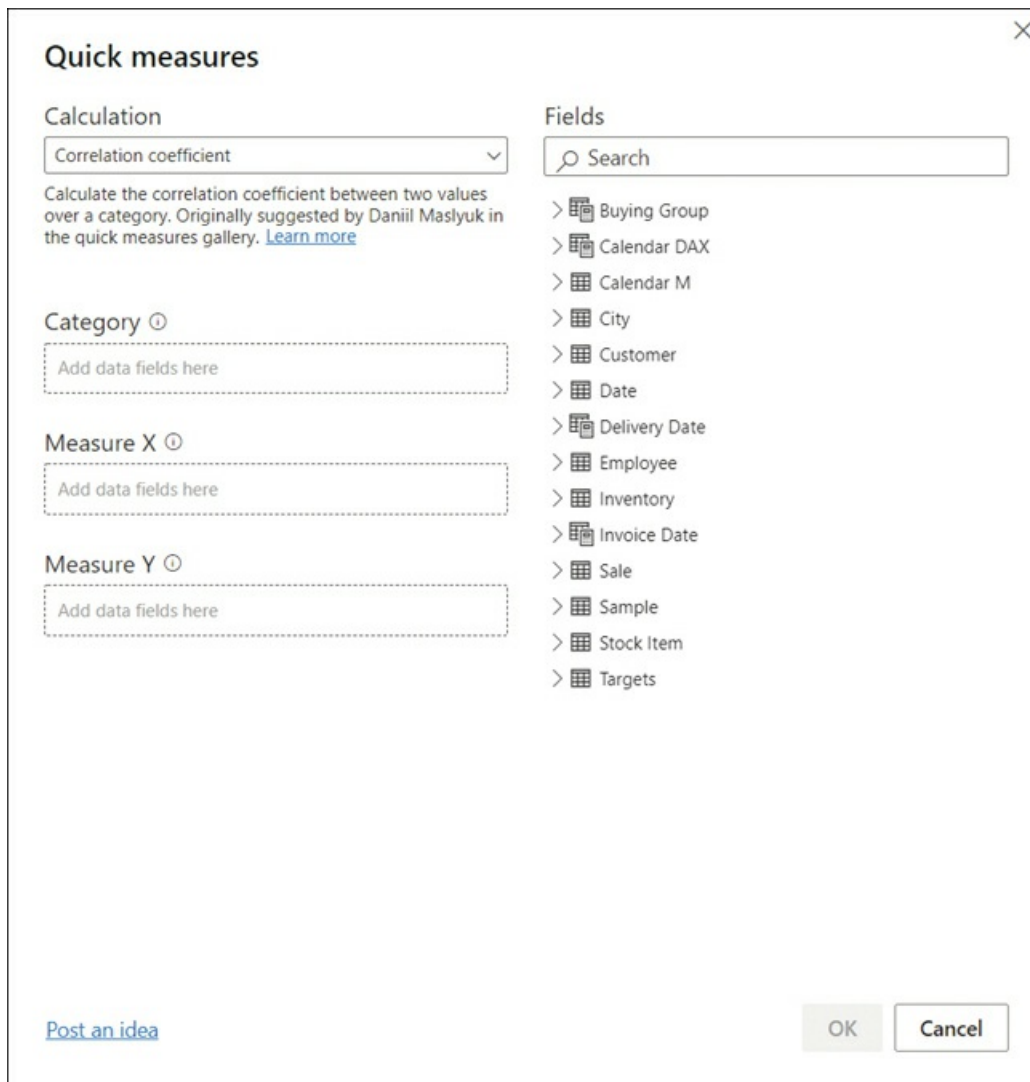 Quick measures
Calculation
Correlation coefficient
Calculate the correlation coefficient between two values
over a category. Originally suggested by Daniil Maslyuk in
the quick measures gallery. Learn more
Category
Add data fields here
Measure X
Add data fields here
Measure Y
Add data fields here
Fields
Search
Buying Group
Calendar DAX
Calendar M
City
Customer
Date
Delivery Date
Employee
Inventory
Invoice Date
Sale
Sample
Stock Item
Targets
Post an idea
OK
Cancel